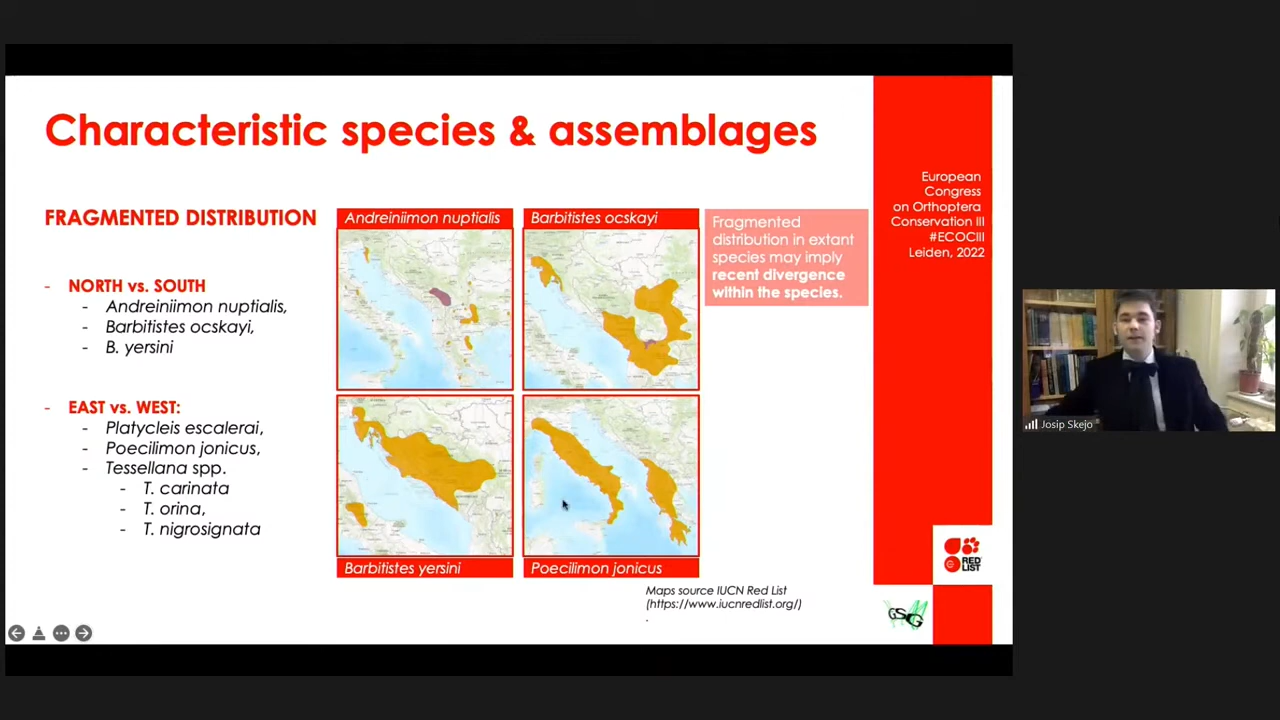 Characteristic species & assemblages
FRAGMENTED DISTRIBUTION
- NORTH vs. SOUTH
- Andreiniimon nuptialis,
- Barbitistes ocskayi,
- B. yersini
- EAST vs. WEST:
- Platycleis escalerai,
- Poecilimon jonicus,
- Tessellana spp.
- T. carinata
- T. orina,
- T. nigrosignata
Andreiniimon nuptialis
Barbitistes ocskayi
Barbitistes yersini
Poecilimon jonicus
Fragmented
distribution in extant
species may imply
recent divergence
within the species.
Maps source IUCN Red List
(https://www.iucnredlist.org/)
.
European
Congress
on Orthoptera
Conservation III
#ECOCIII
Leiden, 2022
RED
LIST
GSG
Josip Skejo